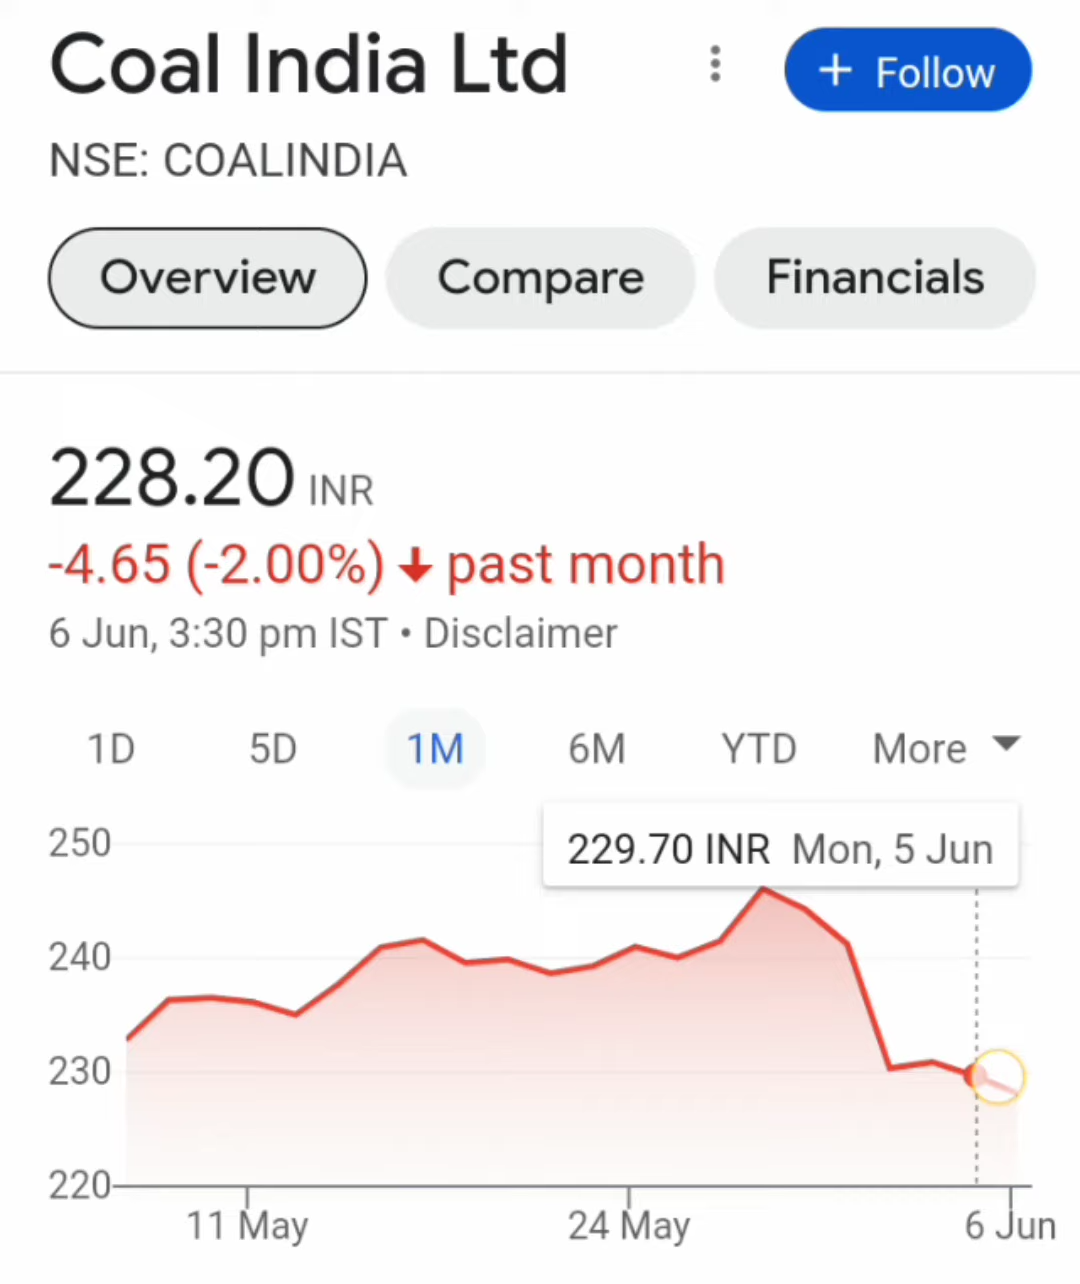 Coal India Ltd
+ Follow
NSE: COALINDIA
Overview Compare Financials
228.20 INR
-4.65 (-2.00%) ↓ past month
6 Jun, 3:30 pm IST • Disclaimer
1D 5D 1M 6M YTD More
229.70 INR Mon, 5 Jun
250
240
230
220
11 May 24 May 6 Jun